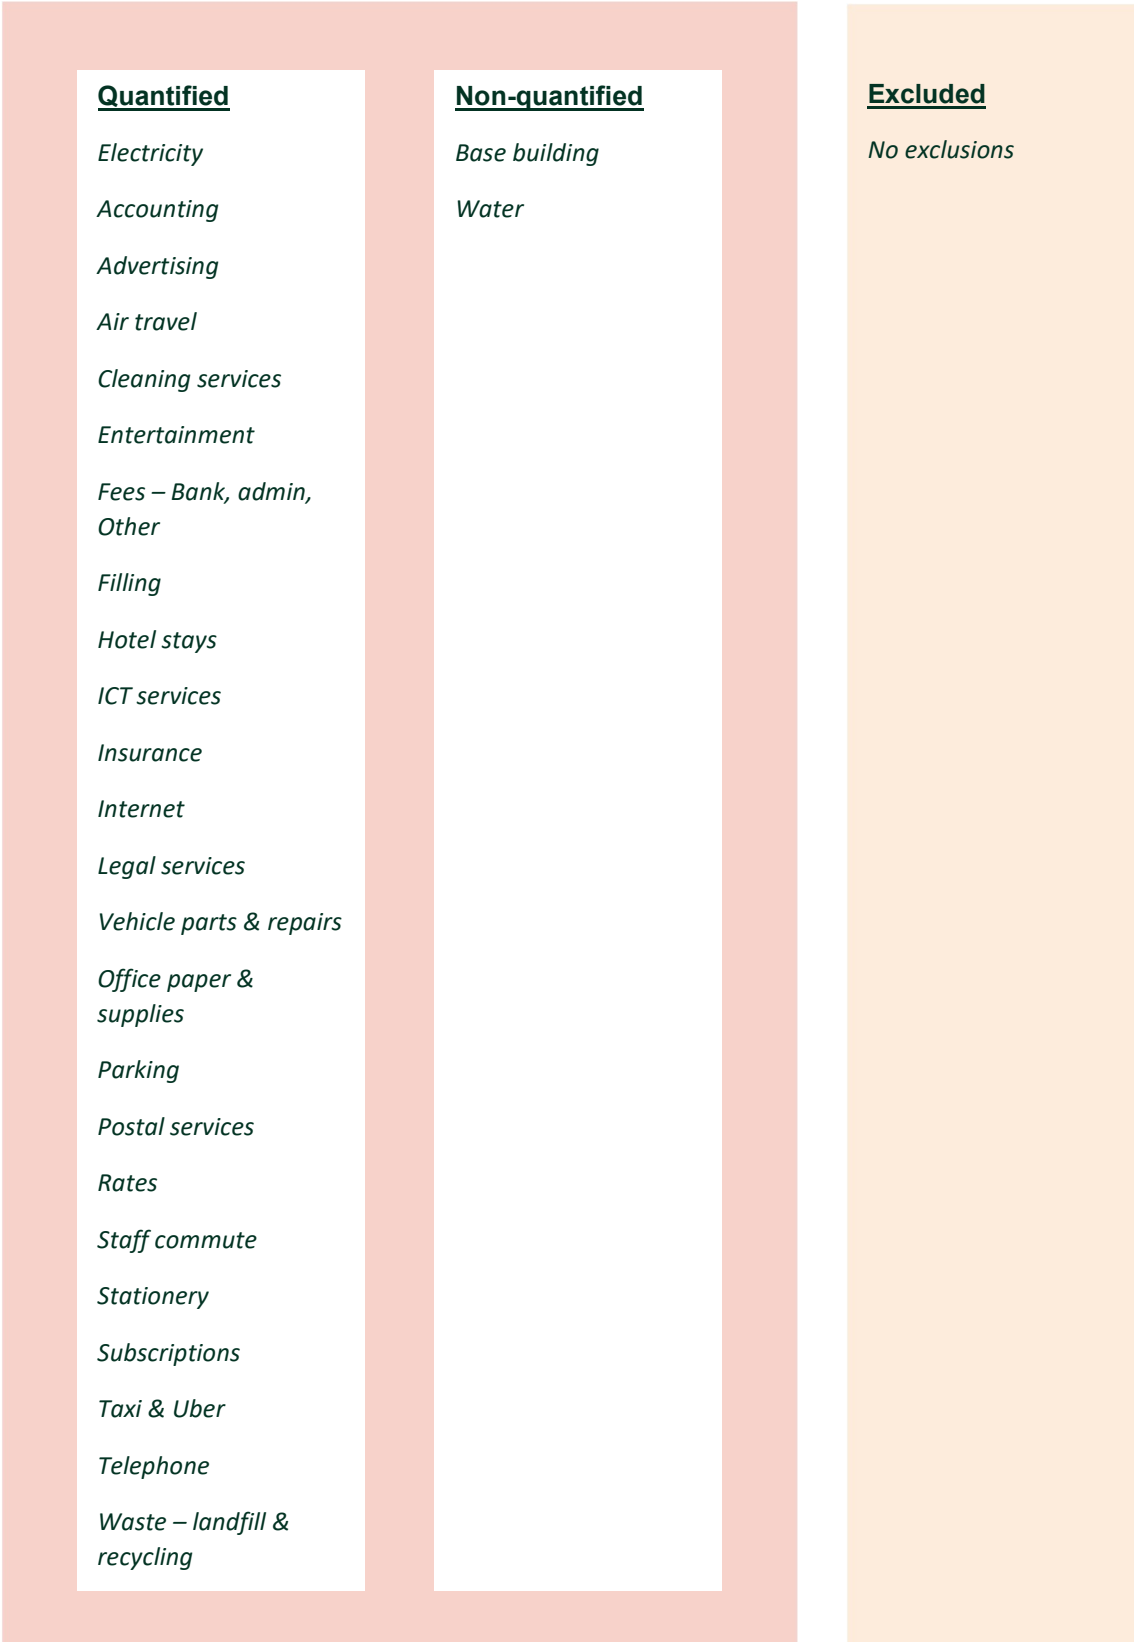 Quantified
Electricity
Accounting
Advertising
Air travel
Cleaning services
Entertainment
Fees – Bank, admin,
Other
Filling
Hotel stays
ICT services
Insurance
Internet
Legal services
Vehicle parts & repairs
Office paper &
supplies
Parking
Postal services
Rates
Staff commute
Stationery
Subscriptions
Taxi & Uber
Telephone
Waste – landfill &
recycling
Non-quantified
Base building
Water
Excluded
No exclusions